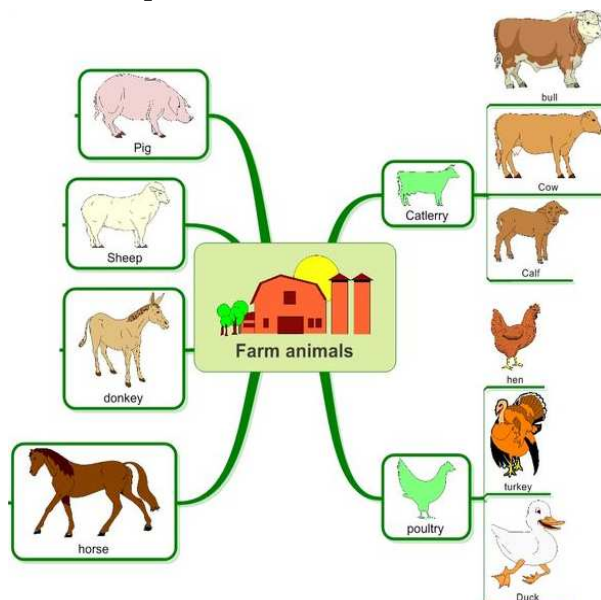 Pig
Sheep
donkey
horse
Farm animals
Catlerry
bull
Cow
Calf
poultry
hen
turkey
Duck